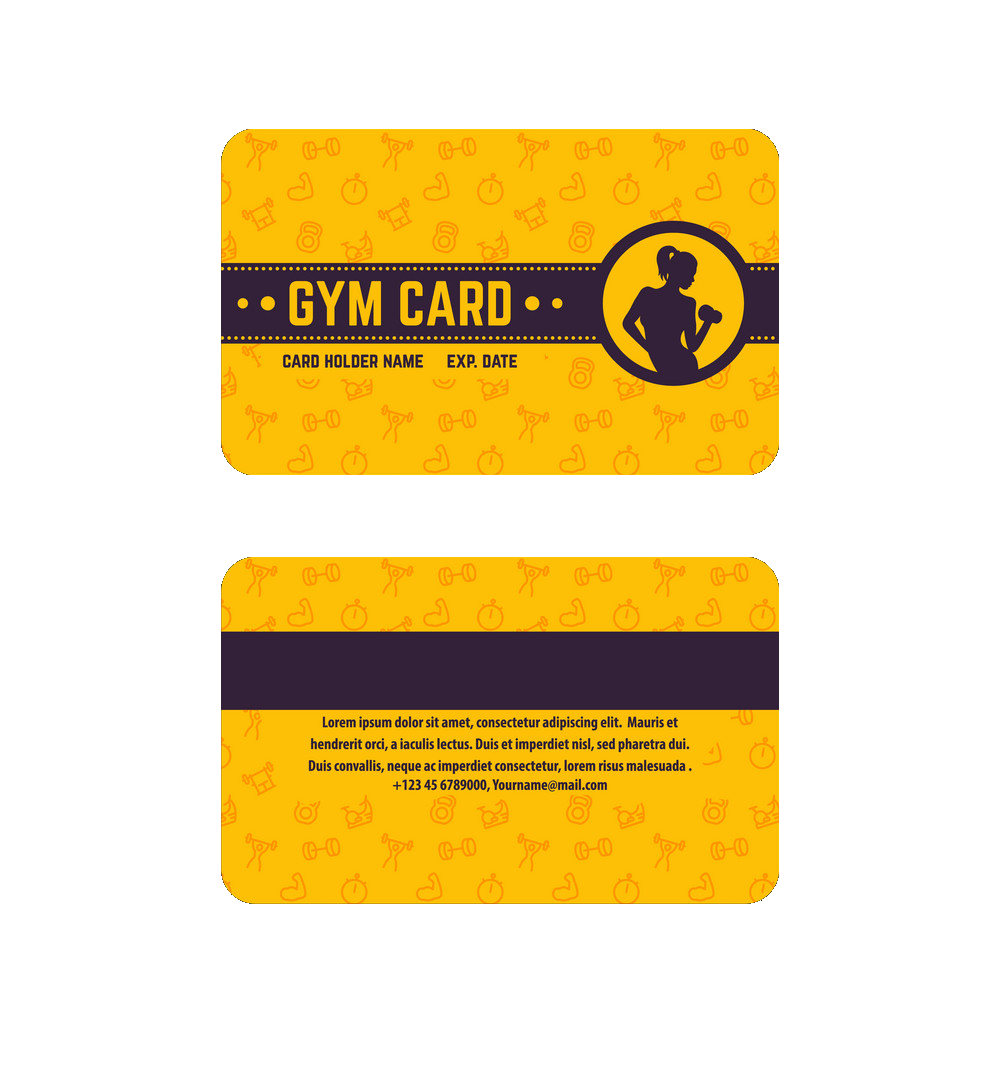 GYM CARD
CARD HOLDER NAME EXP. DATE
Lorem ipsum dolor sit amet, consectetur adipiscing elit. Mauris et
hendrerit orci, a iaculis lectus. Duis et imperdiet nisl, sed pharetra dui.
Duis convallis, neque ac imperdiet consectetur, lorem risus malesuada .
+123 45 6789000, Yourname@mail.com